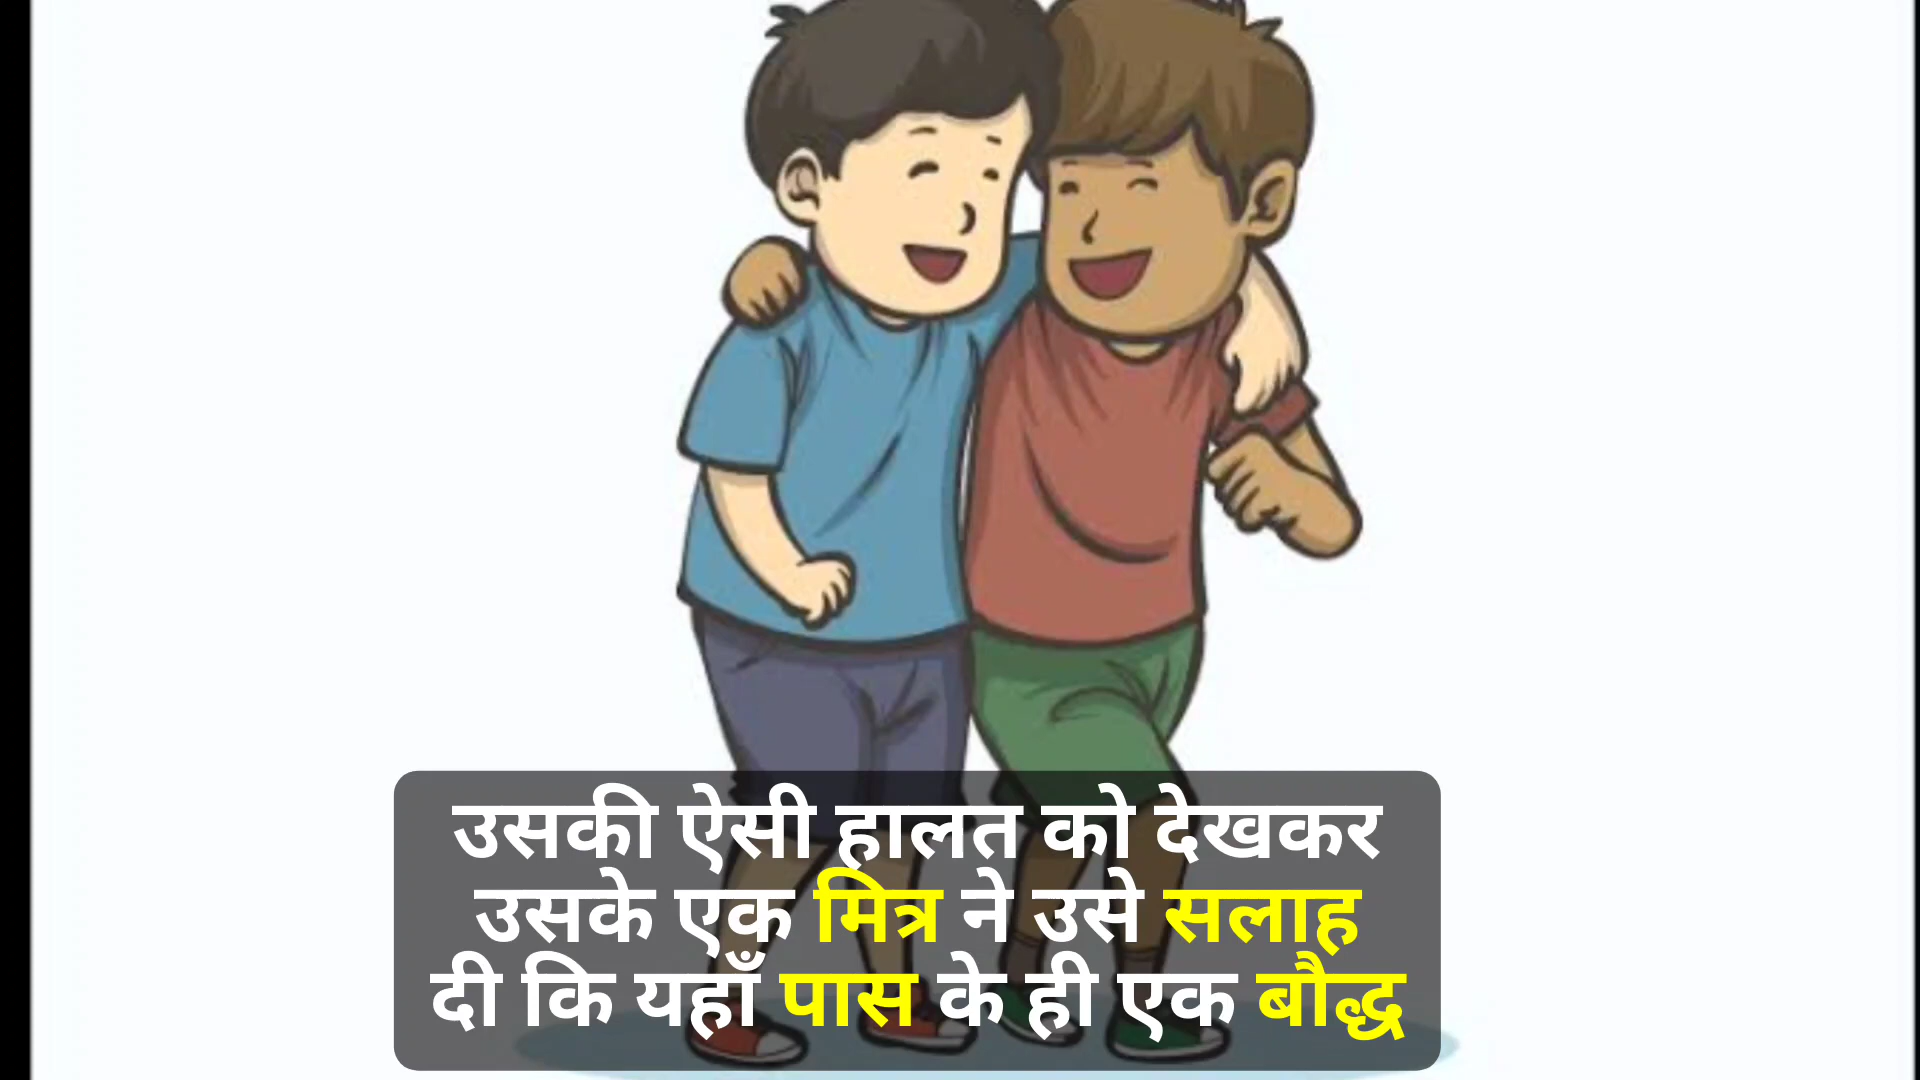 उसकी ऐसी हालत को देखकर
उसके एक मित्र ने उसे सलाह
दी कि यहाँ पास के ही एक बौद्ध